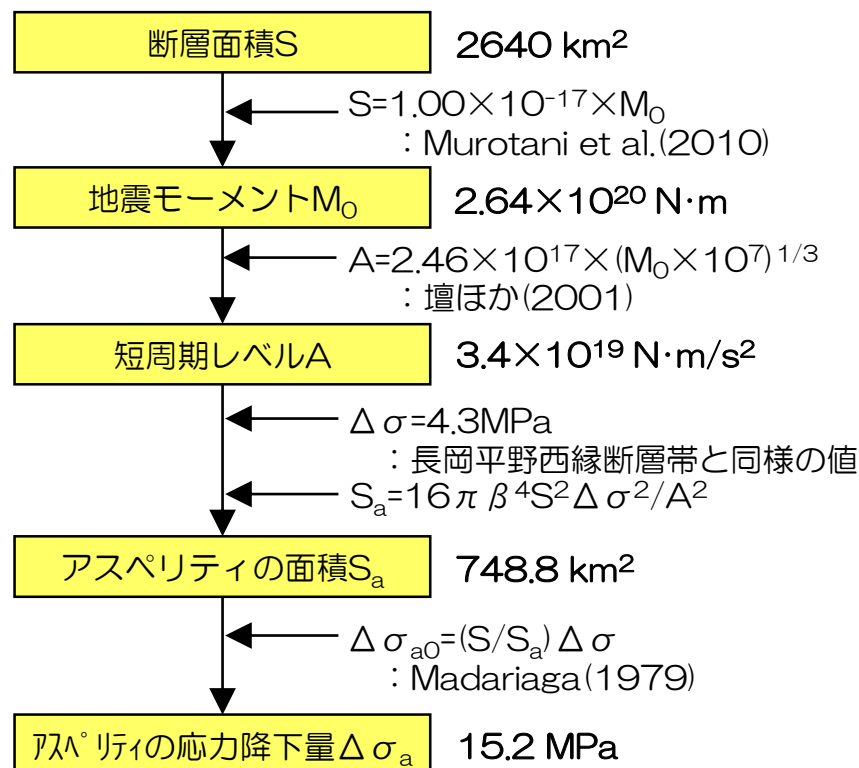 断層面積S 2640 km²
S=1.00×10⁻¹⁷×M₀
：Murotani et al.(2010)
地震モーメントM₀ 2.64×10²⁰ N·m
A=2.46×10¹⁷×(M₀×10⁷)¹/³
：壇ほか(2001)
短周期レベルA 3.4×10¹⁹ N·m/s²
Δσ=4.3MPa
：長岡平野西縁断層帯と同様の値
Sₐ=16πβ⁴S²Δσ²/A²
アスペリティの面積Sₐ 748.8 km²
Δσₐ₀=(S/Sₐ)Δσ
：Madariaga(1979)
ｱｽﾍﾟﾘﾃｨの応力降下量Δσₐ 15.2 MPa